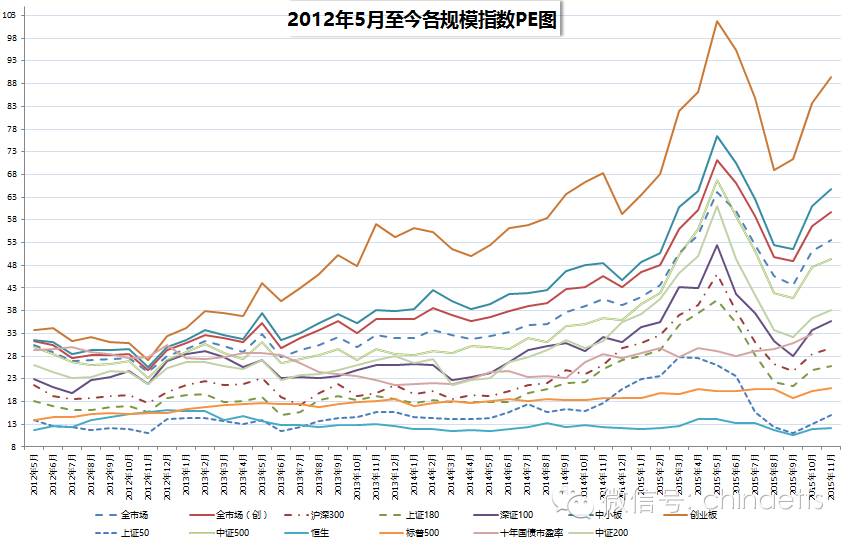 2012年5月至今各规模指数PE图
103
98
93
88
83
78
73
68
63
58
53
48
43
38
33
28
23
18
13
8
2012年5月
2012年6月
2012年7月
2012年8月
2012年9月
2012年10月
2012年11月
2012年12月
2013年1月
2013年2月
2013年3月
2013年4月
2013年5月
2013年6月
2013年7月
2013年8月
2013年9月
2013年10月
2013年11月
2013年12月
2014年1月
2014年2月
2014年3月
2014年4月
2014年5月
2014年6月
2014年7月
2014年8月
2014年9月
2014年10月
2014年11月
2014年12月
2015年1月
2015年2月
2015年3月
2015年4月
2015年5月
2015年6月
2015年7月
2015年8月
2015年9月
2015年10月
2015年11月
微信号: chindetfs
全市场 全市场（创） 沪深300 上证180 深证100 中小板 创业板
上证50 中证500 恒生 标普500 十年国债市盈率 中证200